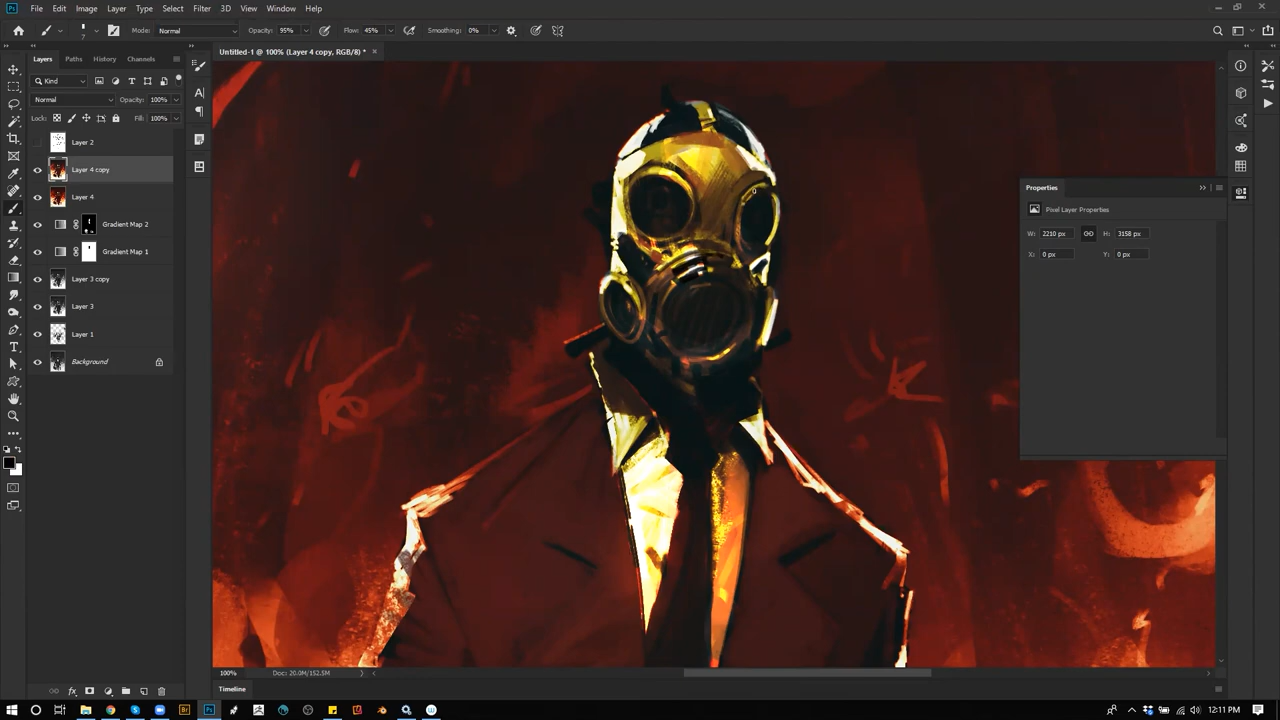 Ps File Edit Image Layer Type Select Filter 3D View Window Help
7 Mode: Normal Opacity: 95% Flow: 45% Smoothing: 0%
Untitled-1 @ 100% (Layer 4 copy, RGB/8) *
Layers Paths History Channels
Kind
Normal Opacity: 100%
Lock: Fill: 100%
Layer 2
Layer 4 copy
Layer 4
Gradient Map 2
Gradient Map 1
Layer 3 copy
Layer 3
Layer 1
Background
Properties
Pixel Layer Properties
W: 2210 px H: 3158 px
X: 0 px Y: 0 px
100% Doc: 20.0M/152.5M
Timeline
Br Ps 12:11 PM